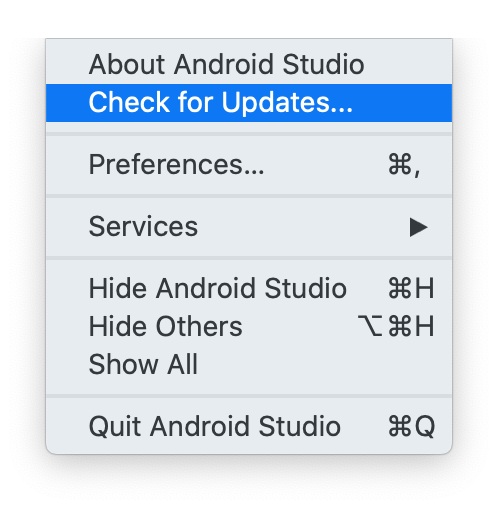 About Android Studio
Check for Updates...
Preferences... ⌘,
Services ▶
Hide Android Studio ⌘H
Hide Others ⌥⌘H
Show All
Quit Android Studio ⌘Q